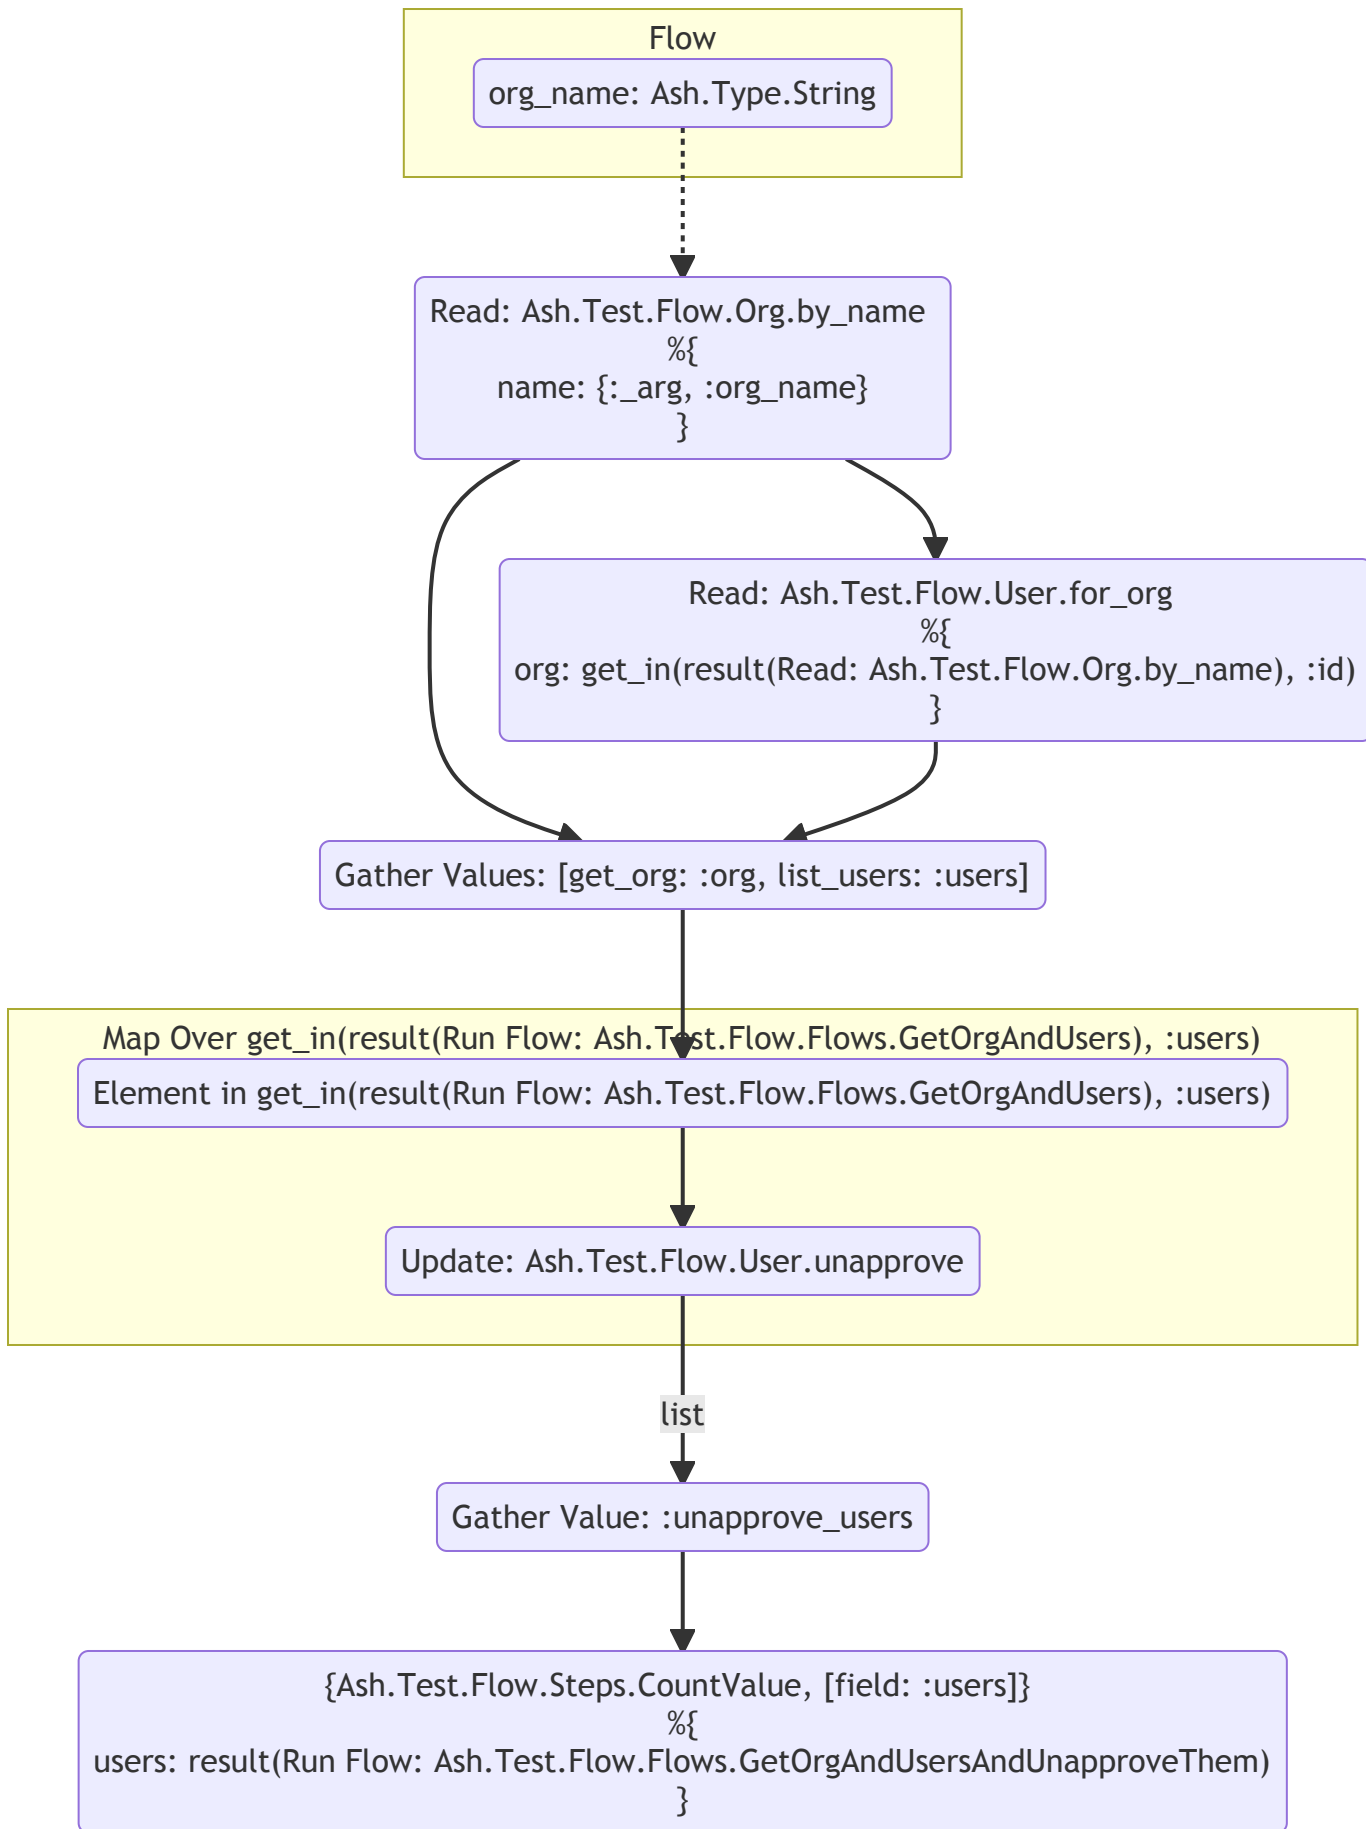 Flow
org_name: Ash.Type.String
Read: Ash.Test.Flow.Org.by_name
%{
name: {:_arg, :org_name}
}
Read: Ash.Test.Flow.User.for_org
%{
org: get_in(result(Read: Ash.Test.Flow.Org.by_name), :id)
}
Gather Values: [get_org: :org, list_users: :users]
Map Over get_in(result(Run Flow: Ash.Test.Flow.Flows.GetOrgAndUsers), :users)
Element in get_in(result(Run Flow: Ash.Test.Flow.Flows.GetOrgAndUsers), :users)
Update: Ash.Test.Flow.User.unapprove
list
Gather Value: :unapprove_users
{Ash.Test.Flow.Steps.CountValue, [field: :users]}
%{
users: result(Run Flow: Ash.Test.Flow.Flows.GetOrgAndUsersAndUnapproveThem)
}